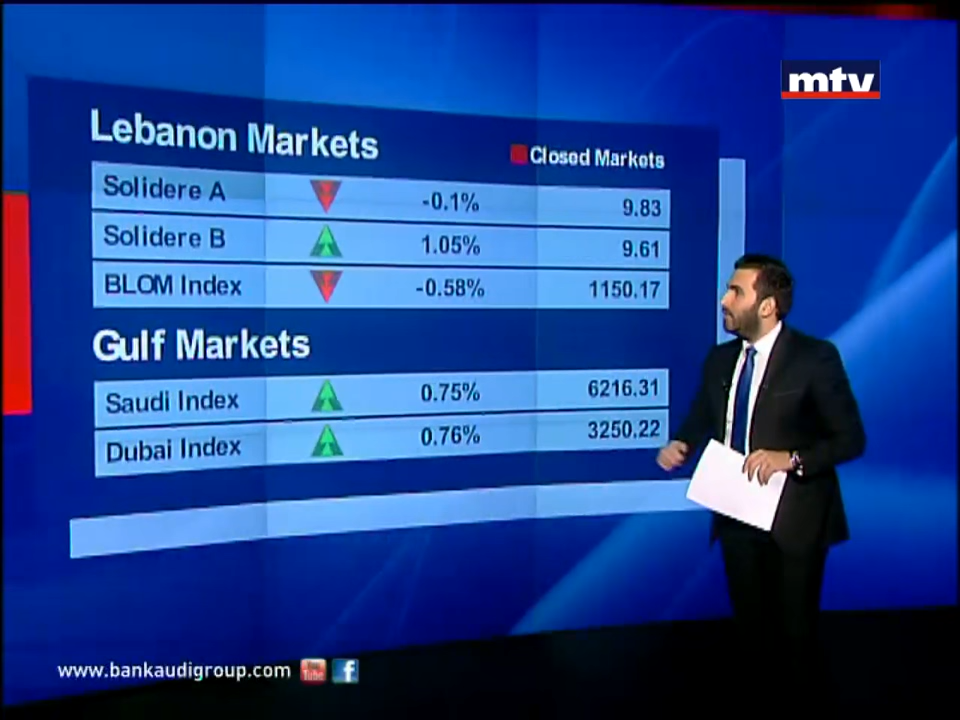 mtv
Lebanon Markets
Closed Markets
Solidere A -0.1% 9.83
Solidere B 1.05% 9.61
BLOM Index -0.58% 1150.17
Gulf Markets
Saudi Index 0.75% 6216.31
Dubai Index 0.76% 3250.22
www.bankaudigroup.com You Tube f